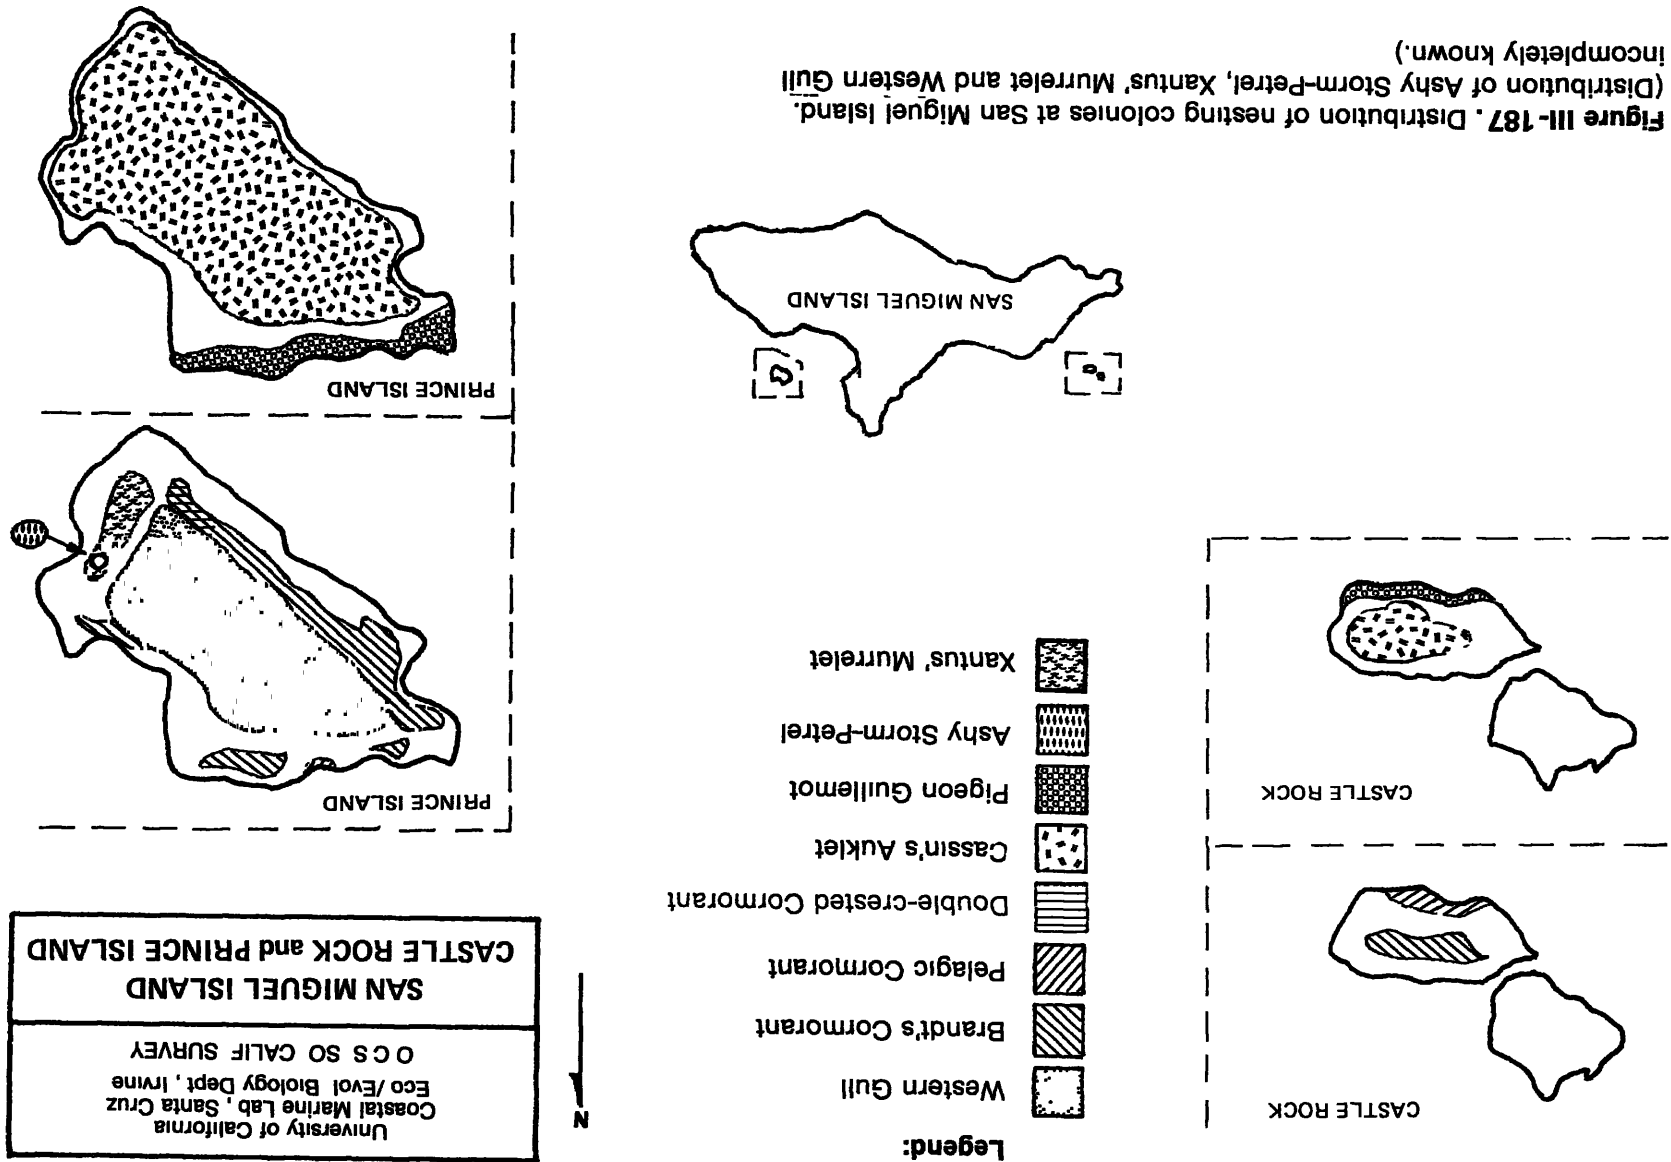 CASTLE ROCK
CASTLE ROCK
Legend:
Western Gull
Brandt's Cormorant
Pelagic Cormorant
Double-crested Cormorant
Cassin's Auklet
Pigeon Guillemot
Ashy Storm-Petrel
Xantus' Murrelet
N
University of California
Coastal Marine Lab, Santa Cruz
Eco/Evol Biology Dept, Irvine
O C S SO CALIF SURVEY
SAN MIGUEL ISLAND
CASTLE ROCK and PRINCE ISLAND
PRINCE ISLAND
PRINCE ISLAND
SAN MIGUEL ISLAND
Figure III-187. Distribution of nesting colonies at San Miguel Island.
(Distribution of Ashy Storm-Petrel, Xantus' Murrelet and Western Gull
incompletely known.)